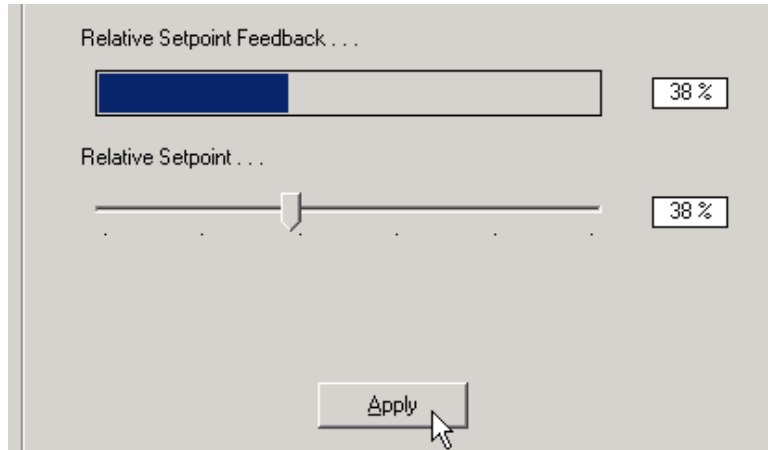 Relative Setpoint Feedback . . .
38 %
Relative Setpoint . . .
38 %
Apply